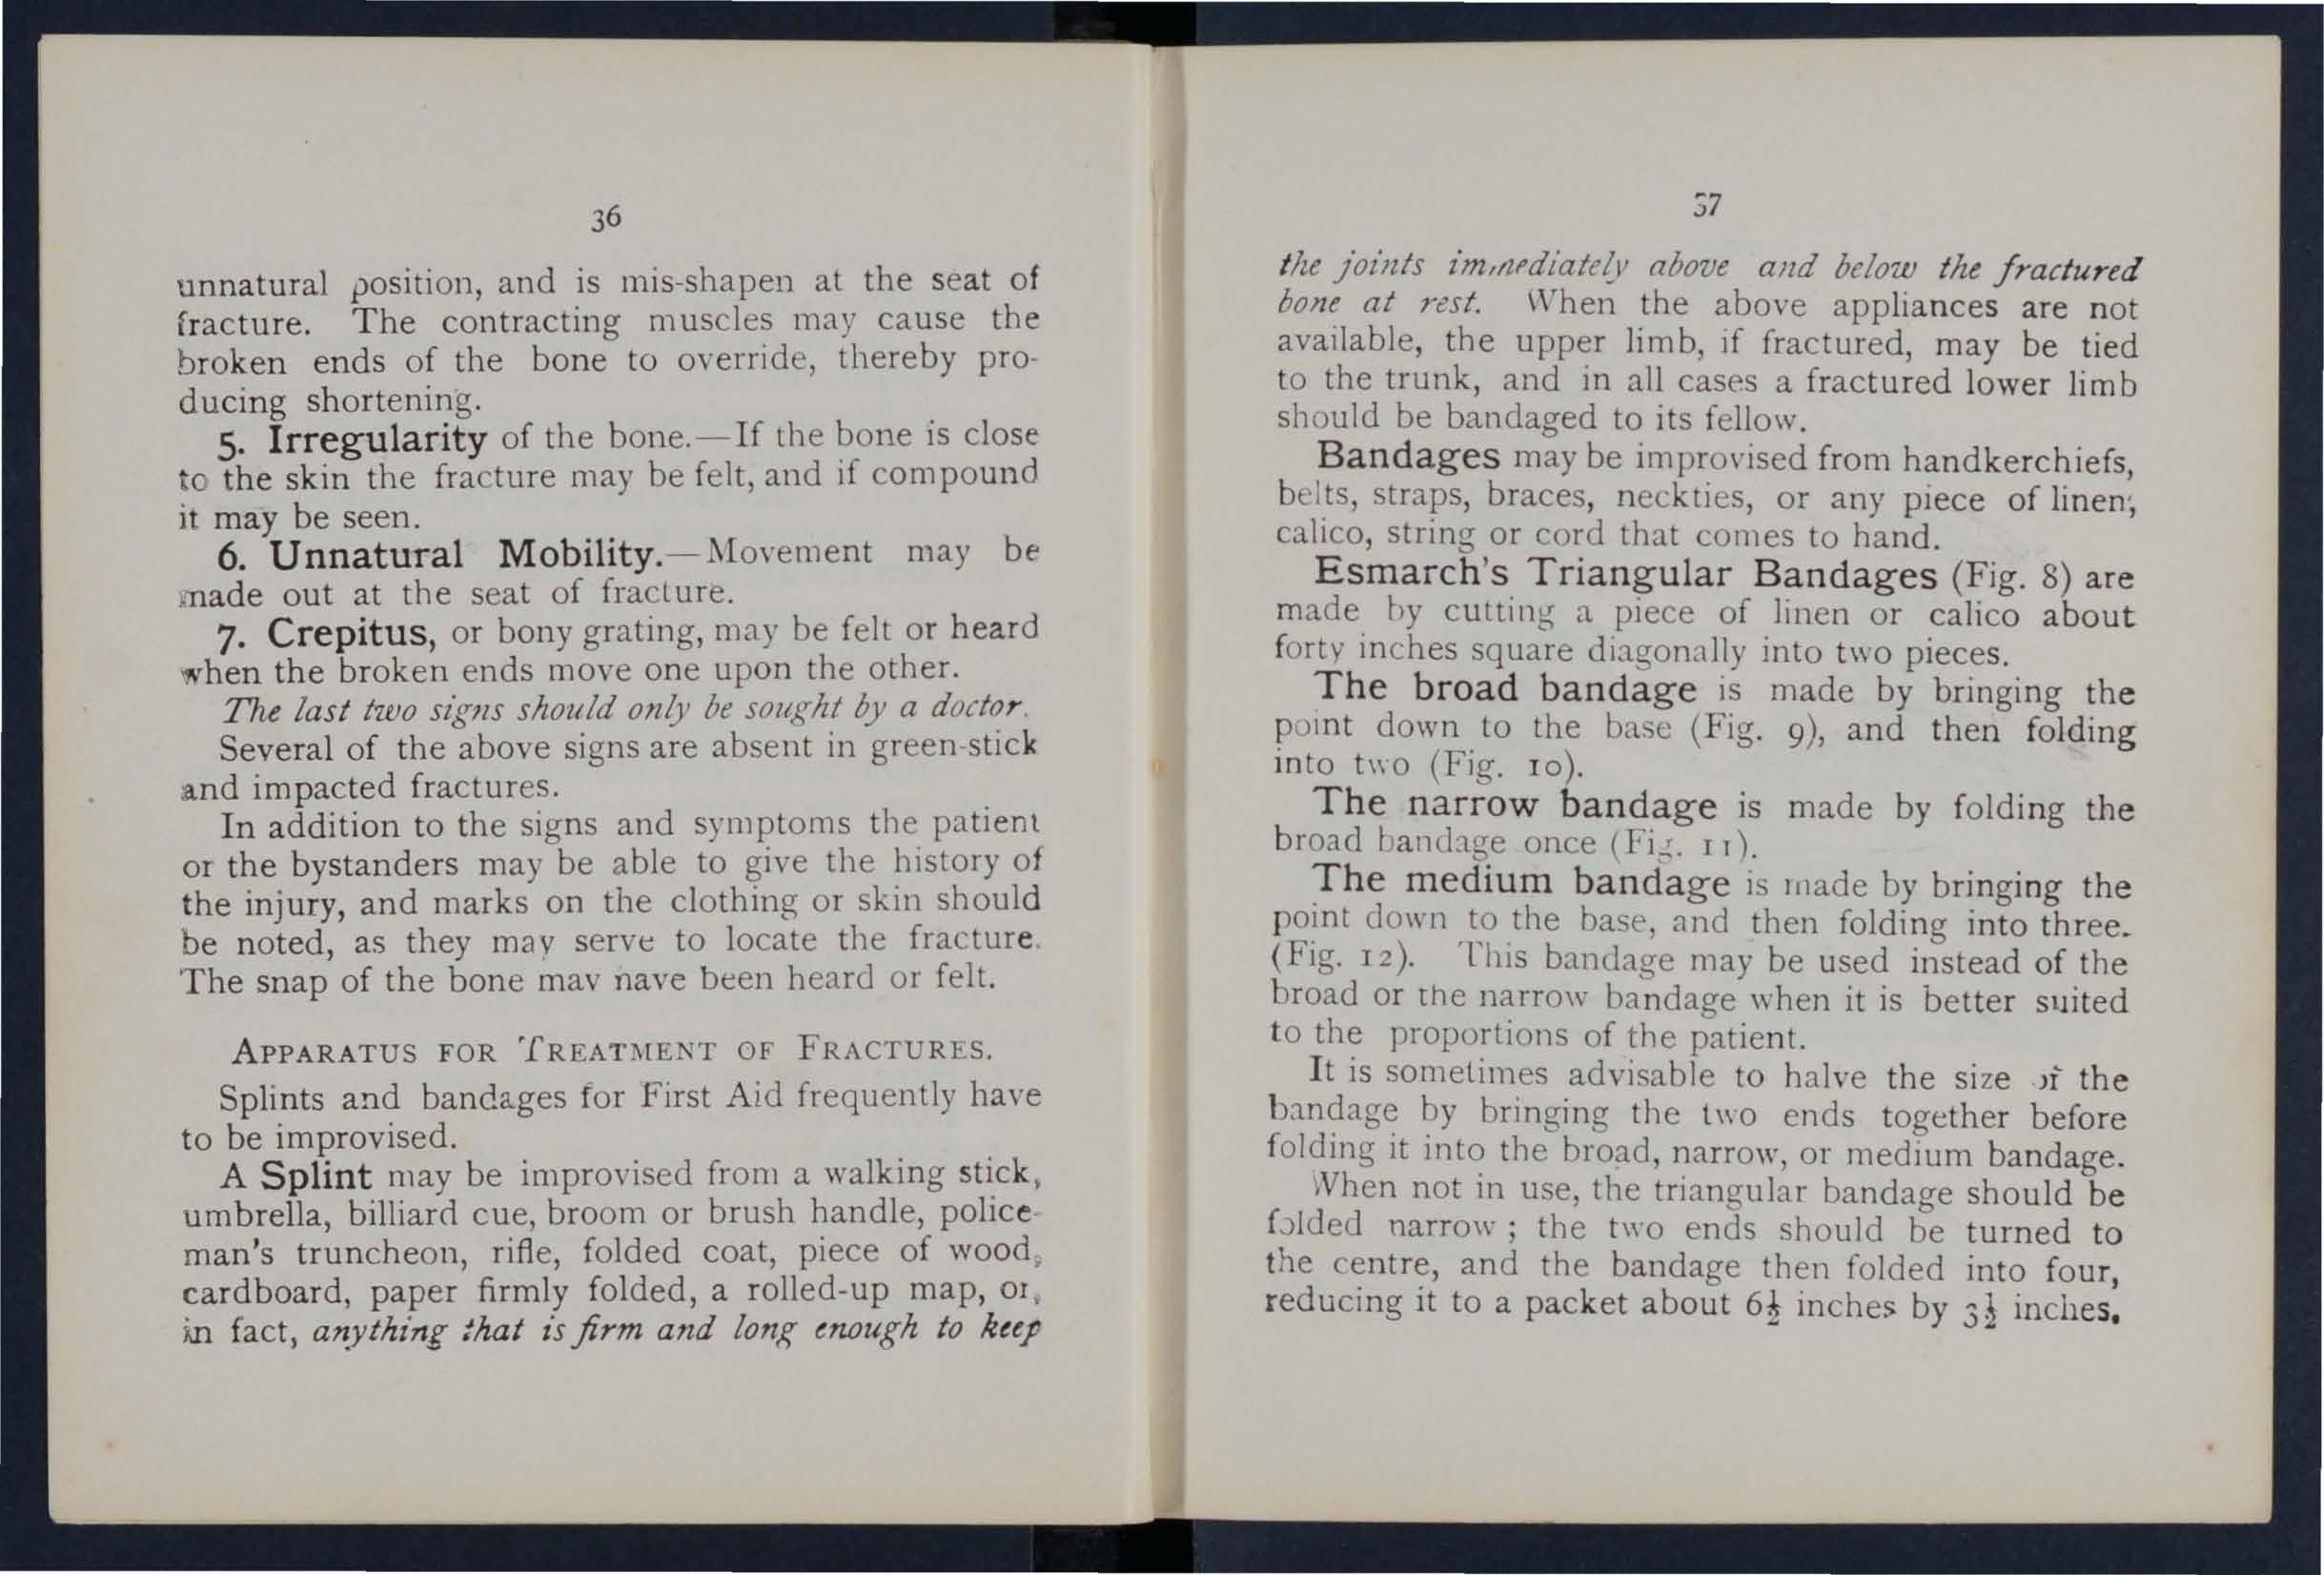 36
unnatural position, and is mis-shapen at the seat of
fracture. The contracting muscles may cause the
broken ends of the bone to override, thereby pro-
ducing shortening.
5. Irregularity of the bone.—If the bone is close
to the skin the fracture may be felt, and if compound
it may be seen.
6. Unnatural Mobility.—Movement may be
made out at the seat of fracture.
7. Crepitus, or bony grating, may be felt or heard
when the broken ends move one upon the other.
The last two signs should only be sought by a doctor.
Several of the above signs are absent in green-stick
and impacted fractures.
In addition to the signs and symptoms the patient
or the bystanders may be able to give the history of
the injury, and marks on the clothing or skin should
be noted, as they may serve to locate the fracture.
The snap of the bone may have been heard or felt.
APPARATUS FOR TREATMENT OF FRACTURES.
Splints and bandages for First Aid frequently have
to be improvised.
A Splint may be improvised from a walking stick,
umbrella, billiard cue, broom or brush handle, police-
man's truncheon, rifle, folded coat, piece of wood,
cardboard, paper firmly folded, a rolled-up map, or,
in fact, anything that is firm and long enough to keep
37
the joints immediately above and below the fractured
bone at rest. When the above appliances are not
available, the upper limb, if fractured, may be tied
to the trunk, and in all cases a fractured lower limb
should be bandaged to its fellow.
Bandages may be improvised from handkerchiefs,
belts, straps, braces, neckties, or any piece of linen,
calico, string or cord that comes to hand.
Esmarch's Triangular Bandages (Fig. 8) are
made by cutting a piece of linen or calico about
forty inches square diagonally into two pieces.
The broad bandage is made by bringing the
point down to the base (Fig. 9), and then folding
into two (Fig. 10).
The narrow bandage is made by folding the
broad bandage once (Fig. 11).
The medium bandage is made by bringing the
point down to the base, and then folding into three.
(Fig. 12). This bandage may be used instead of the
broad or the narrow bandage when it is better suited
to the proportions of the patient.
It is sometimes advisable to halve the size of the
bandage by bringing the two ends together before
folding it into the broad, narrow, or medium bandage.
When not in use, the triangular bandage should be
folded narrow; the two ends should be turned to
the centre, and the bandage then folded into four,
reducing it to a packet about 6½ inches by 3½ inches.